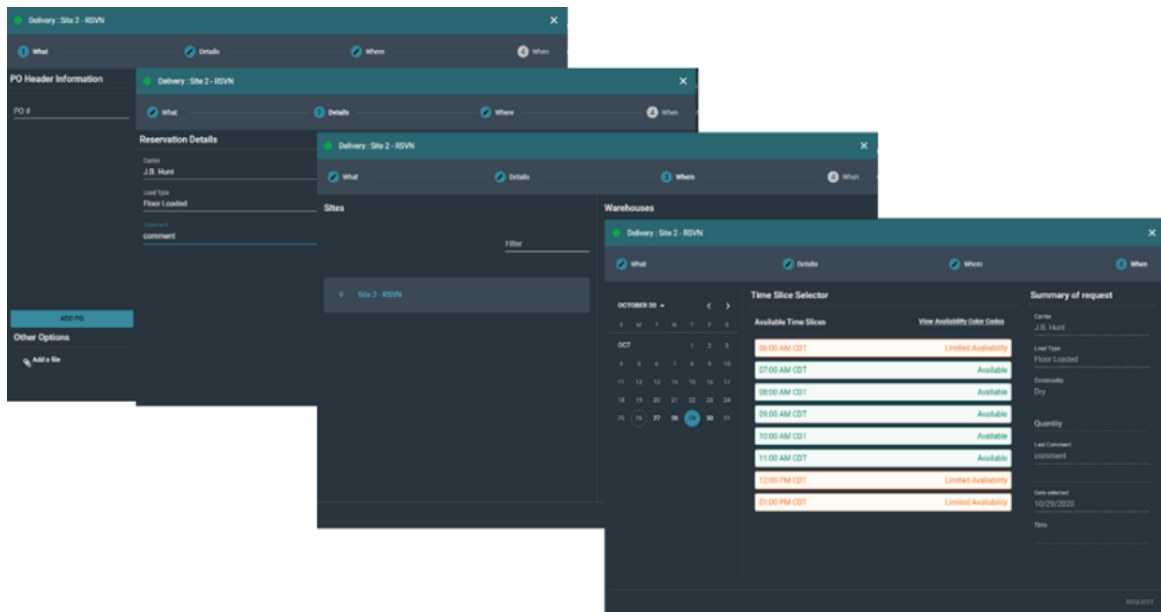 Delivery : Site 2 - RSVN
1 What Details Where 4 When
PO Header Information
PO #
ADD PO
Other Options
Add a file
Delivery : Site 2 - RSVN
What 2 Details Where 4 When
Reservation Details
Carrier
J.B. Hunt
Load Type
Floor Loaded
Comment
comment
Delivery : Site 2 - RSVN
What Details 3 Where 4 When
Sites
Filter
Site 2 - RSVN
Warehouses
Delivery : Site 2 - RSVN
What Details Where 4 When
OCTOBER 20
S M T W T F S
OCT 1 2 3
4 5 6 7 8 9 10
11 12 13 14 15 16 17
18 19 20 21 22 23 24
25 26 27 28 29 30 31
Time Slice Selector
Available Time Slices View Availability Color Codes
06:00 AM CDT Limited Availability
07:00 AM CDT Available
08:00 AM CDT Available
09:00 AM CDT Available
10:00 AM CDT Available
11:00 AM CDT Available
12:00 PM CDT Limited Availability
01:00 PM CDT Limited Availability
Summary of request
Carrier
J.B. Hunt
Load Type
Floor Loaded
Commodity
Dry
Quantity
Last Comment
comment
Date selected
10/29/2020
Time
REQUEST